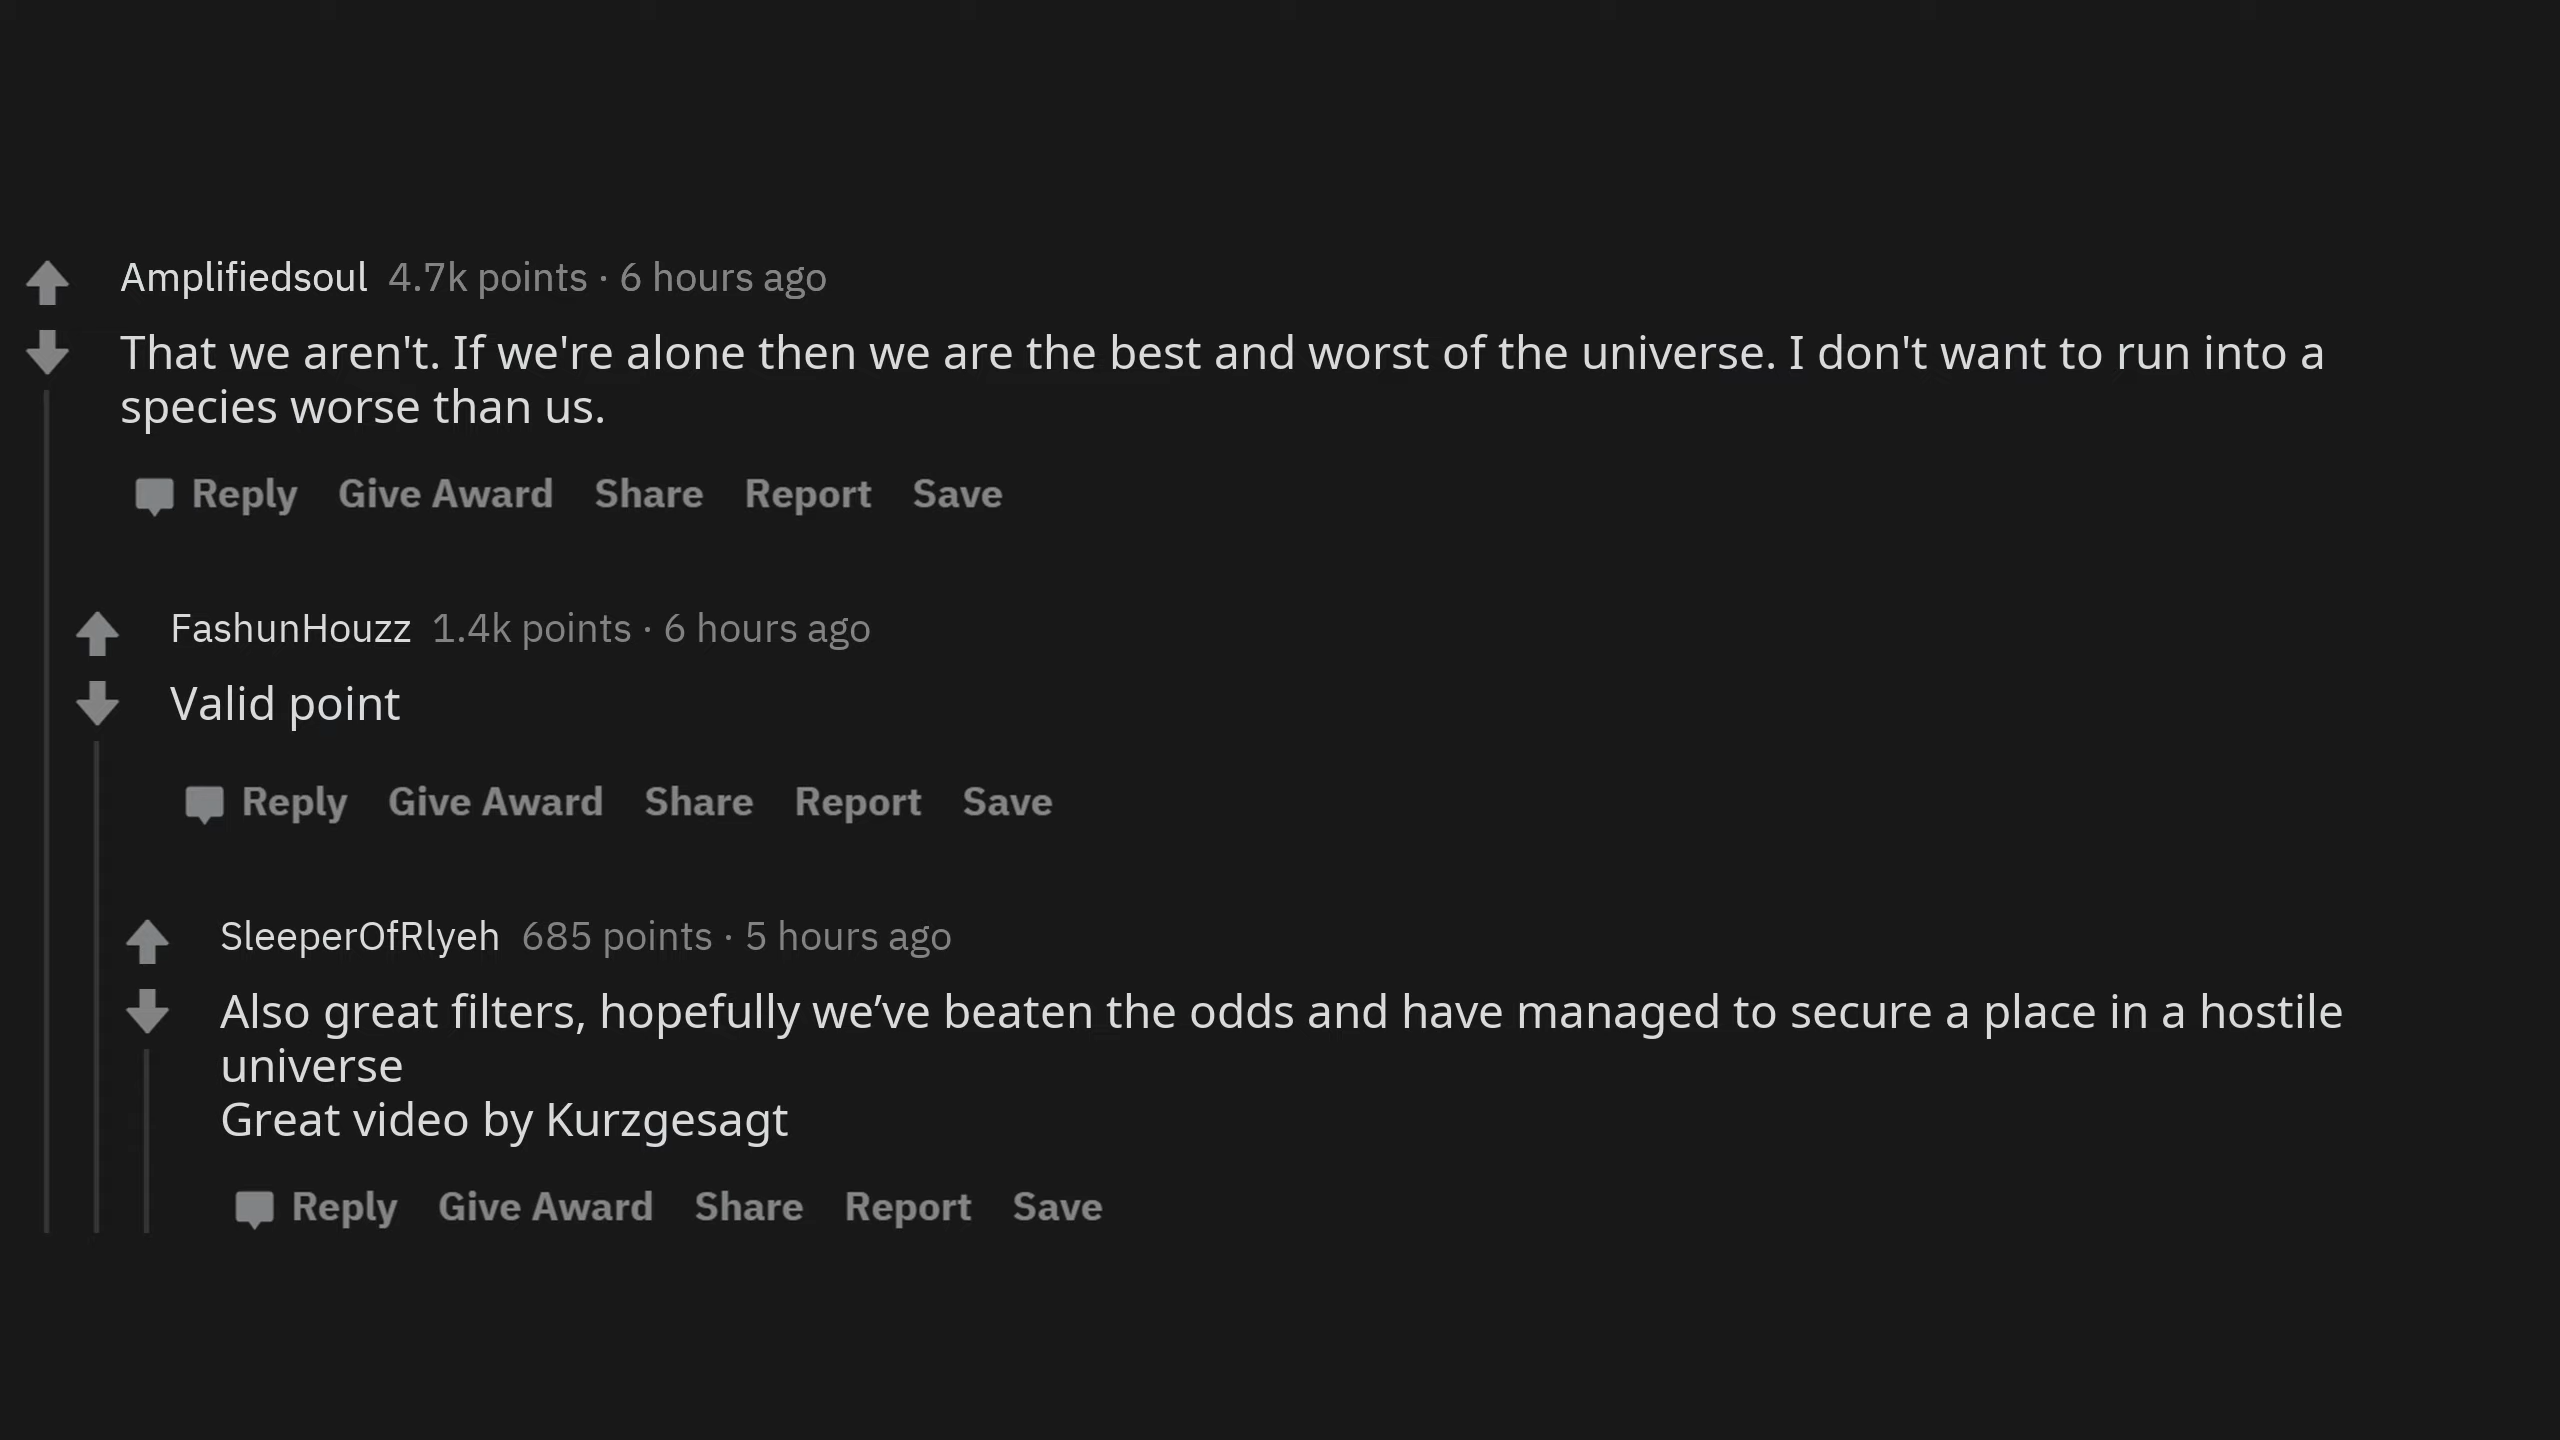 Amplifiedsoul 4.7k points · 6 hours ago
That we aren't. If we're alone then we are the best and worst of the universe. I don't want to run into a
species worse than us.
Reply Give Award Share Report Save
FashunHouzz 1.4k points · 6 hours ago
Valid point
Reply Give Award Share Report Save
SleeperOfRlyeh 685 points · 5 hours ago
Also great filters, hopefully we’ve beaten the odds and have managed to secure a place in a hostile
universe
Great video by Kurzgesagt
Reply Give Award Share Report Save